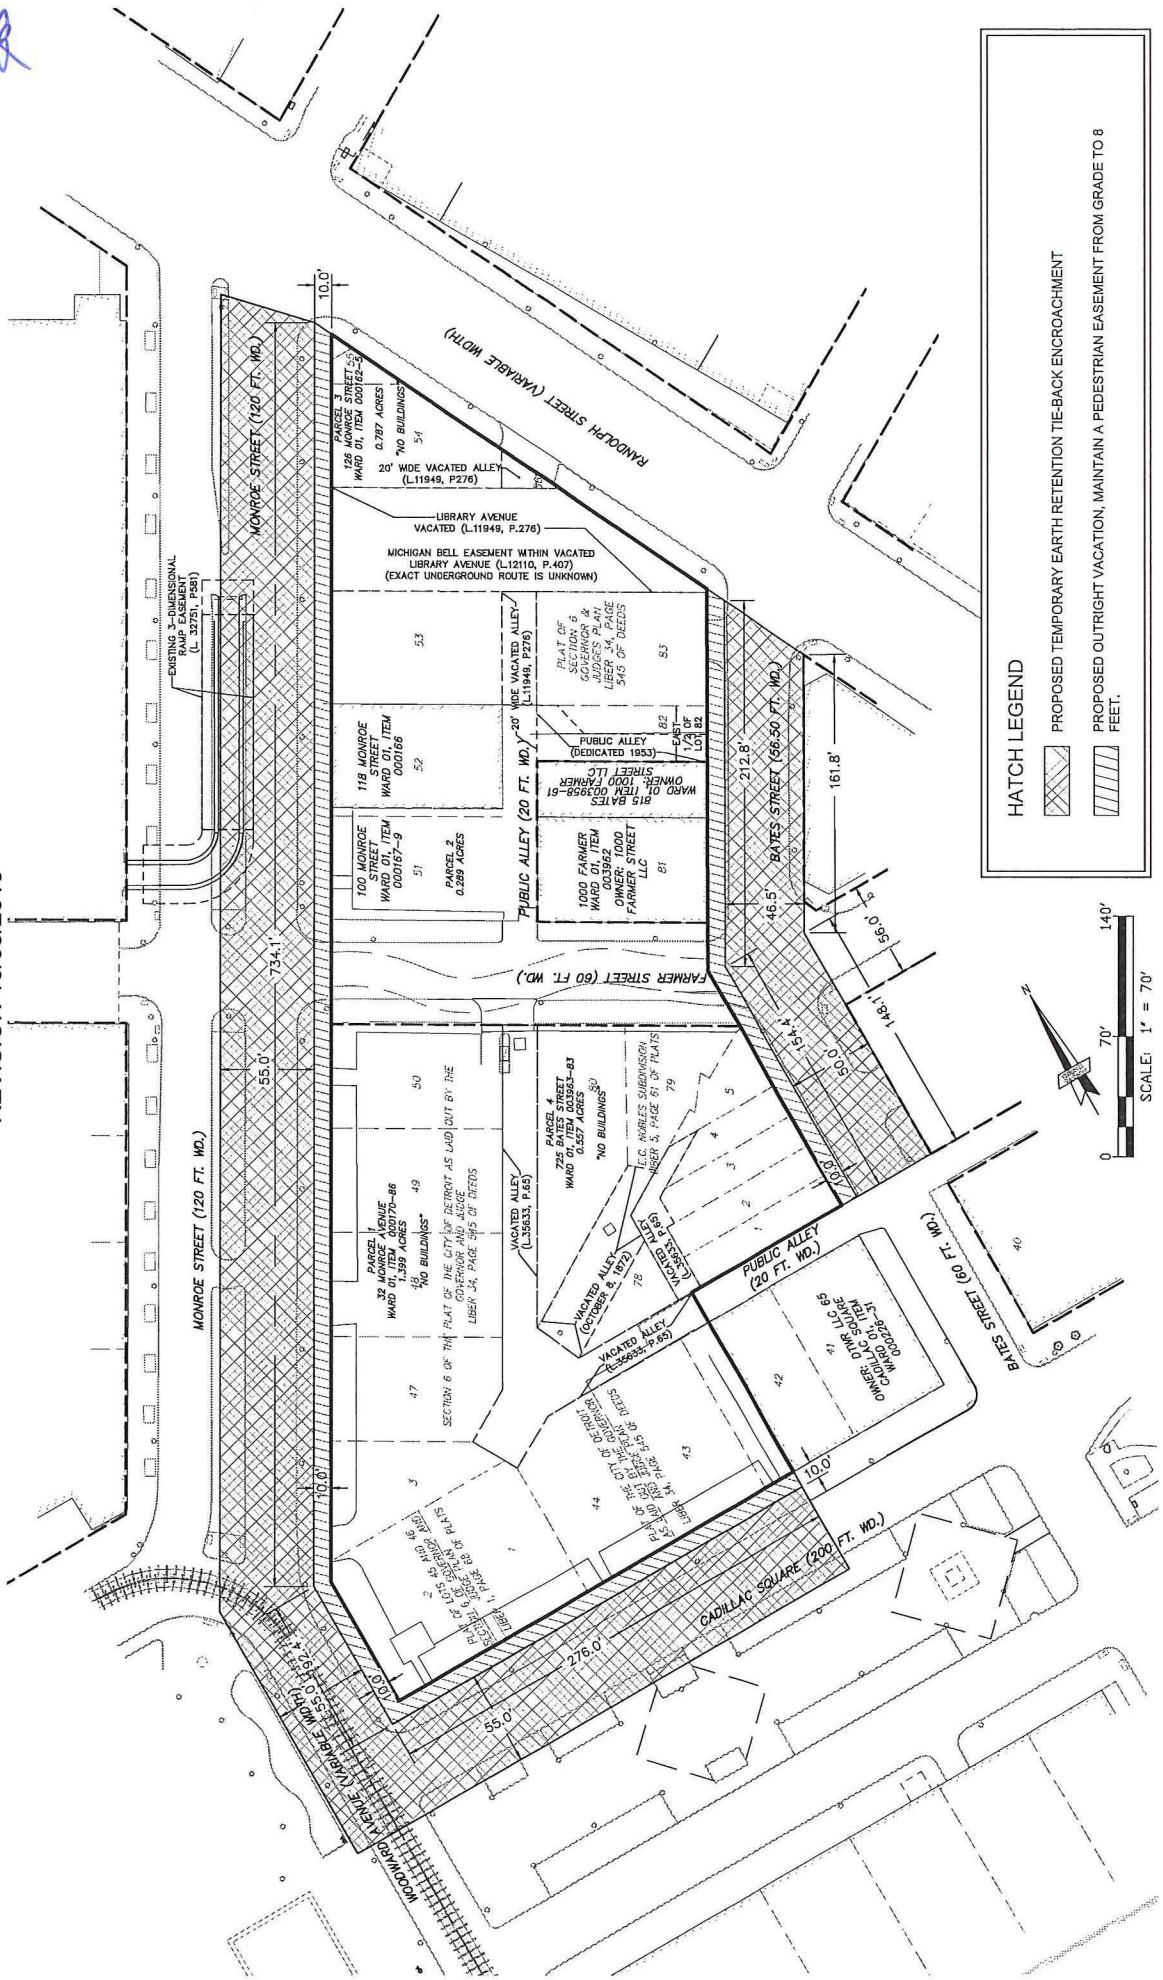 MONROE STREET (120 FT. WD.)
MONROE STREET (120 FT. WD.)
EXISTING 3-DIMENSIONAL
RAMP EASEMENT
(L 32751, P581)
10.0'
734.1'
55.0'
10.0'
PARCEL 3
126 MONROE STREET
WARD 01, ITEM 000162-5
0.787 ACRES
"NO BUILDINGS"
55
54
20' WIDE VACATED ALLEY
(L.11949, P276)
LIBRARY AVENUE
VACATED (L.11949, P.276)
MICHIGAN BELL EASEMENT WITHIN VACATED
LIBRARY AVENUE (L.12110, P.407)
(EXACT UNDERGROUND ROUTE IS UNKNOWN)
RANDOLPH STREET (VARIABLE WIDTH)
53
20' WIDE VACATED ALLEY
(L.11949, P276)
PLAT OF
SECTION 6
GOVERNOR &
JUDGES PLAN
LIBER 34, PAGE
545 OF DEEDS
83
118 MONROE
STREET
WARD 01, ITEM
000166
52
PUBLIC ALLEY
(DEDICATED 1953)
82
EAST
1/2 OF
LOT 82
815 BATES
WARD 01, ITEM 003958-61
OWNER: 1000 FARMER
STREET LLC
100 MONROE
STREET
WARD 01, ITEM
000167-9
51
PARCEL 2
0.289 ACRES
PUBLIC ALLEY (20 FT. WD.)
1000 FARMER
WARD 01, ITEM
003962
OWNER: 1000
FARMER STREET
LLC
81
FARMER STREET (60 FT. WD.)
212.8'
BATES STREET (56.50 FT. WD.)
161.8'
46.5'
56.0'
148.1'
154.4'
50.0'
10.0'
PARCEL 1
32 MONROE AVENUE
WARD 01, ITEM 000170-86
1.399 ACRES
"NO BUILDINGS"
50
49
48
47
SECTION 6 OF THE PLAT OF THE CITY OF DETROIT AS LAID OUT BY THE
GOVERNOR AND JUDGE
LIBER 34, PAGE 545 OF DEEDS
PARCEL 4
725 BATES STREET
WARD 01, ITEM 003963-83
0.557 ACRES
"NO BUILDINGS"
80
79
78
E.C. NOBLES SUBDIVISION
LIBER 5, PAGE 61 OF PLATS
5
4
3
2
1
VACATED ALLEY
(L.35633, P.65)
VACATED ALLEY
(OCTOBER 8, 1872)
VACATED ALLEY
(L.35633, P.65)
VACATED ALLEY
(L.35633, P.65)
PUBLIC ALLEY
(20 FT. WD.)
BATES STREET (60 FT. WD.)
40
41
42
OWNER: DTWR LLC 65
CADILLAC SQUARE
WARD 01, ITEM
000226-31
PLAT OF THE CITY OF DETROIT
AS LAID OUT BY THE GOVERNOR
AND JUDGE PLAN
LIBER 34, PAGE 545 OF DEEDS
43
44
3
2
1
PLAT OF LOTS 45 AND 46
SECTION 6 OF GOVERNOR AND
JUDGE PLAN
LIBER 1, PAGE 68 OF PLATS
10.0'
CADILLAC SQUARE (200 FT. WD.)
276.0'
55.0'
10.0'
55.0'
WOODWARD AVENUE (VARIABLE WIDTH)
HATCH LEGEND
PROPOSED TEMPORARY EARTH RETENTION TIE-BACK ENCROACHMENT
PROPOSED OUTRIGHT VACATION, MAINTAIN A PEDESTRIAN EASEMENT FROM GRADE TO 8
FEET.
N
0 70' 140'
SCALE: 1" = 70'